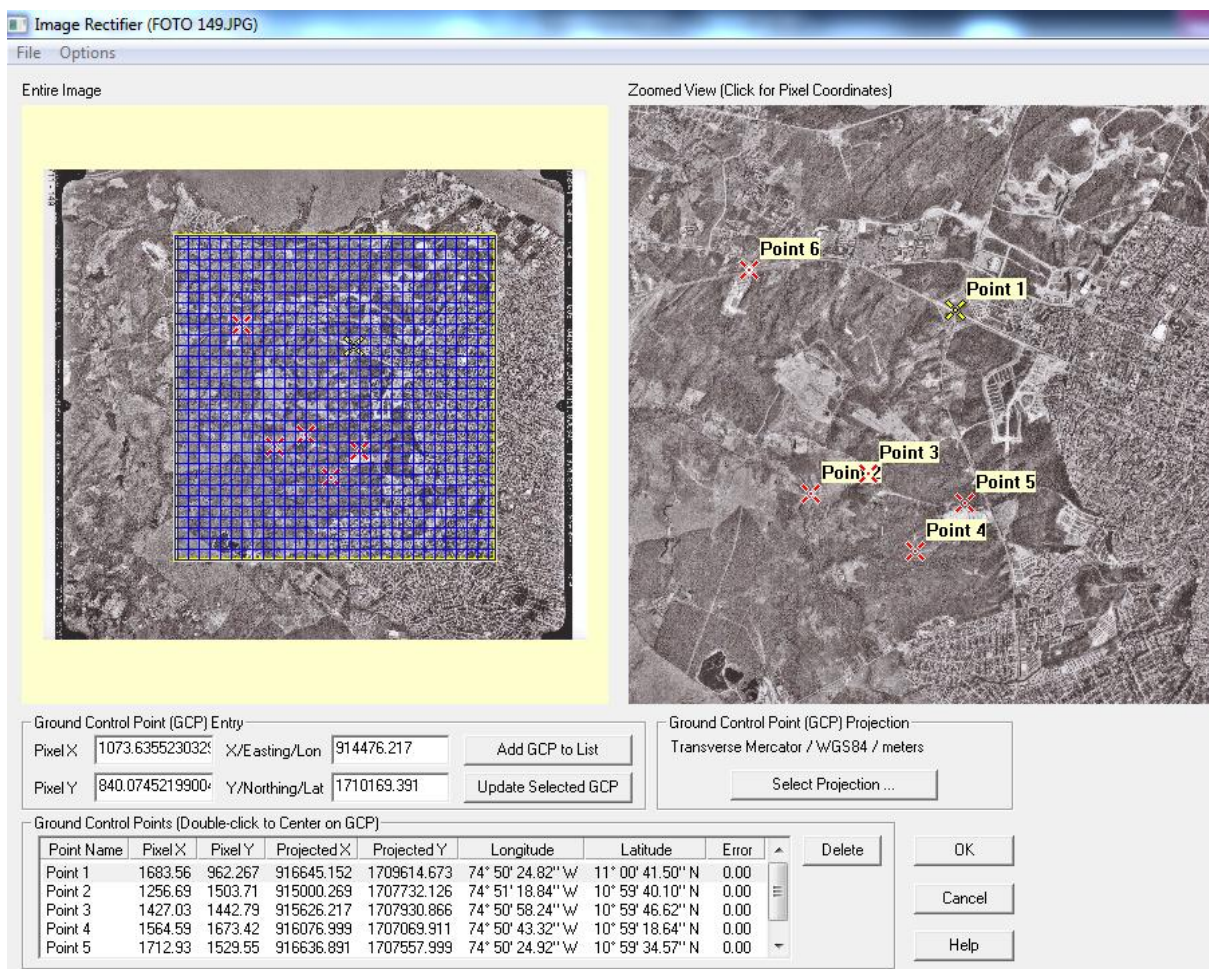 Image Rectifier (FOTO 149.JPG)
File Options
Entire Image
Zoomed View (Click for Pixel Coordinates)
Point 6
Point 1
Point 3
Point 2
Point 5
Point 4
Ground Control Point (GCP) Entry
Pixel X 1073.635523032 X/Easting/Lon 914476.217 Add GCP to List
Pixel Y 840.0745219900 Y/Northing/Lat 1710169.391 Update Selected GCP
Ground Control Point (GCP) Projection
Transverse Mercator / WGS84 / meters
Select Projection ...
Ground Control Points (Double-click to Center on GCP)
Point Name Pixel X Pixel Y Projected X Projected Y Longitude Latitude Error
Point 1 1683.56 962.267 916645.152 1709614.673 74° 50' 24.82" W 11° 00' 41.50" N 0.00
Point 2 1256.69 1503.71 915000.269 1707732.126 74° 51' 18.84" W 10° 59' 40.10" N 0.00
Point 3 1427.03 1442.79 915626.217 1707930.866 74° 50' 58.24" W 10° 59' 46.62" N 0.00
Point 4 1564.59 1673.42 916076.999 1707069.911 74° 50' 43.32" W 10° 59' 18.64" N 0.00
Point 5 1712.93 1529.55 916636.891 1707557.999 74° 50' 24.92" W 10° 59' 34.57" N 0.00
Delete
OK
Cancel
Help